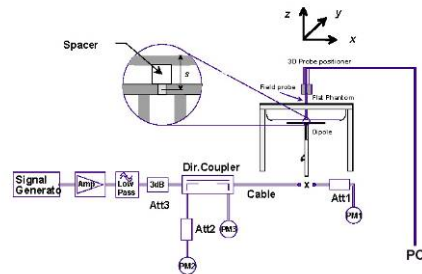 z
y
x
Spacer
s
3D Probe positioner
Field probe
Flat Phantom
Dipole
Signal
Generato
Amp
Low
Pass
3dB
Att3
Dir.Coupler
Cable
x
Att1
PM1
Att2
PM3
PM2
PC